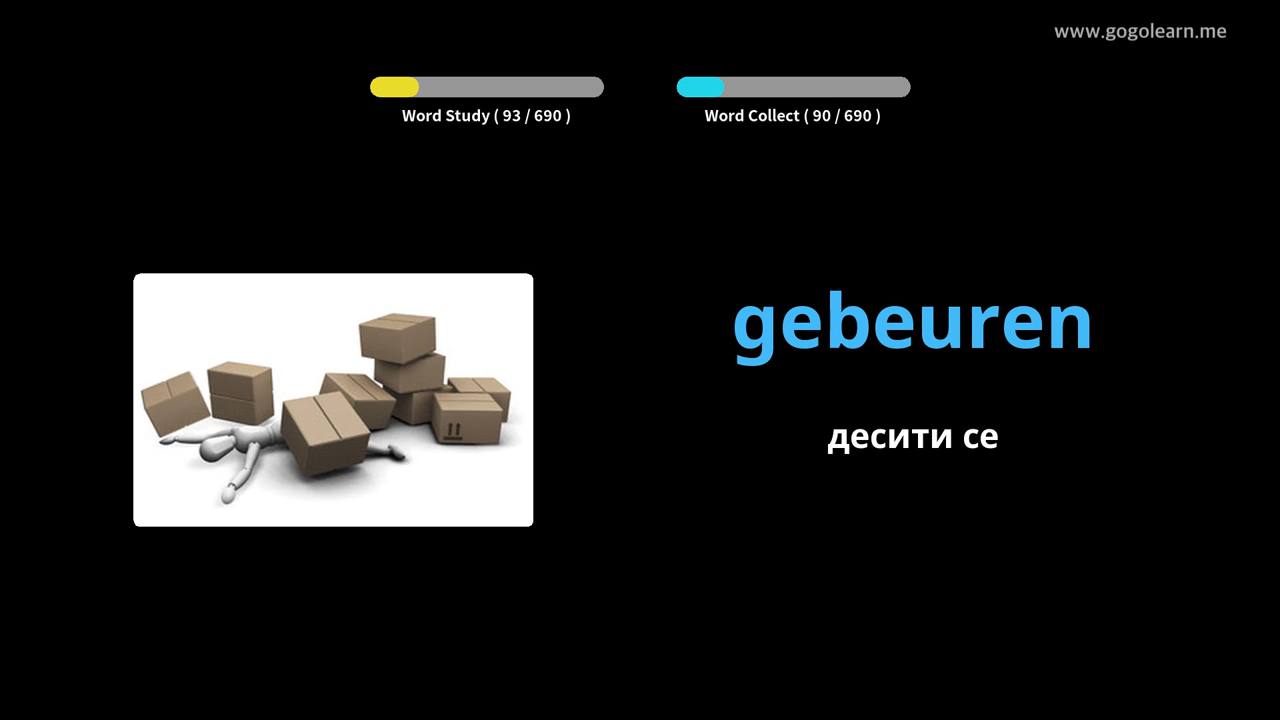 www.gogolearn.me
Word Study ( 93 / 690 )
Word Collect ( 90 / 690 )
gebeuren
десити се